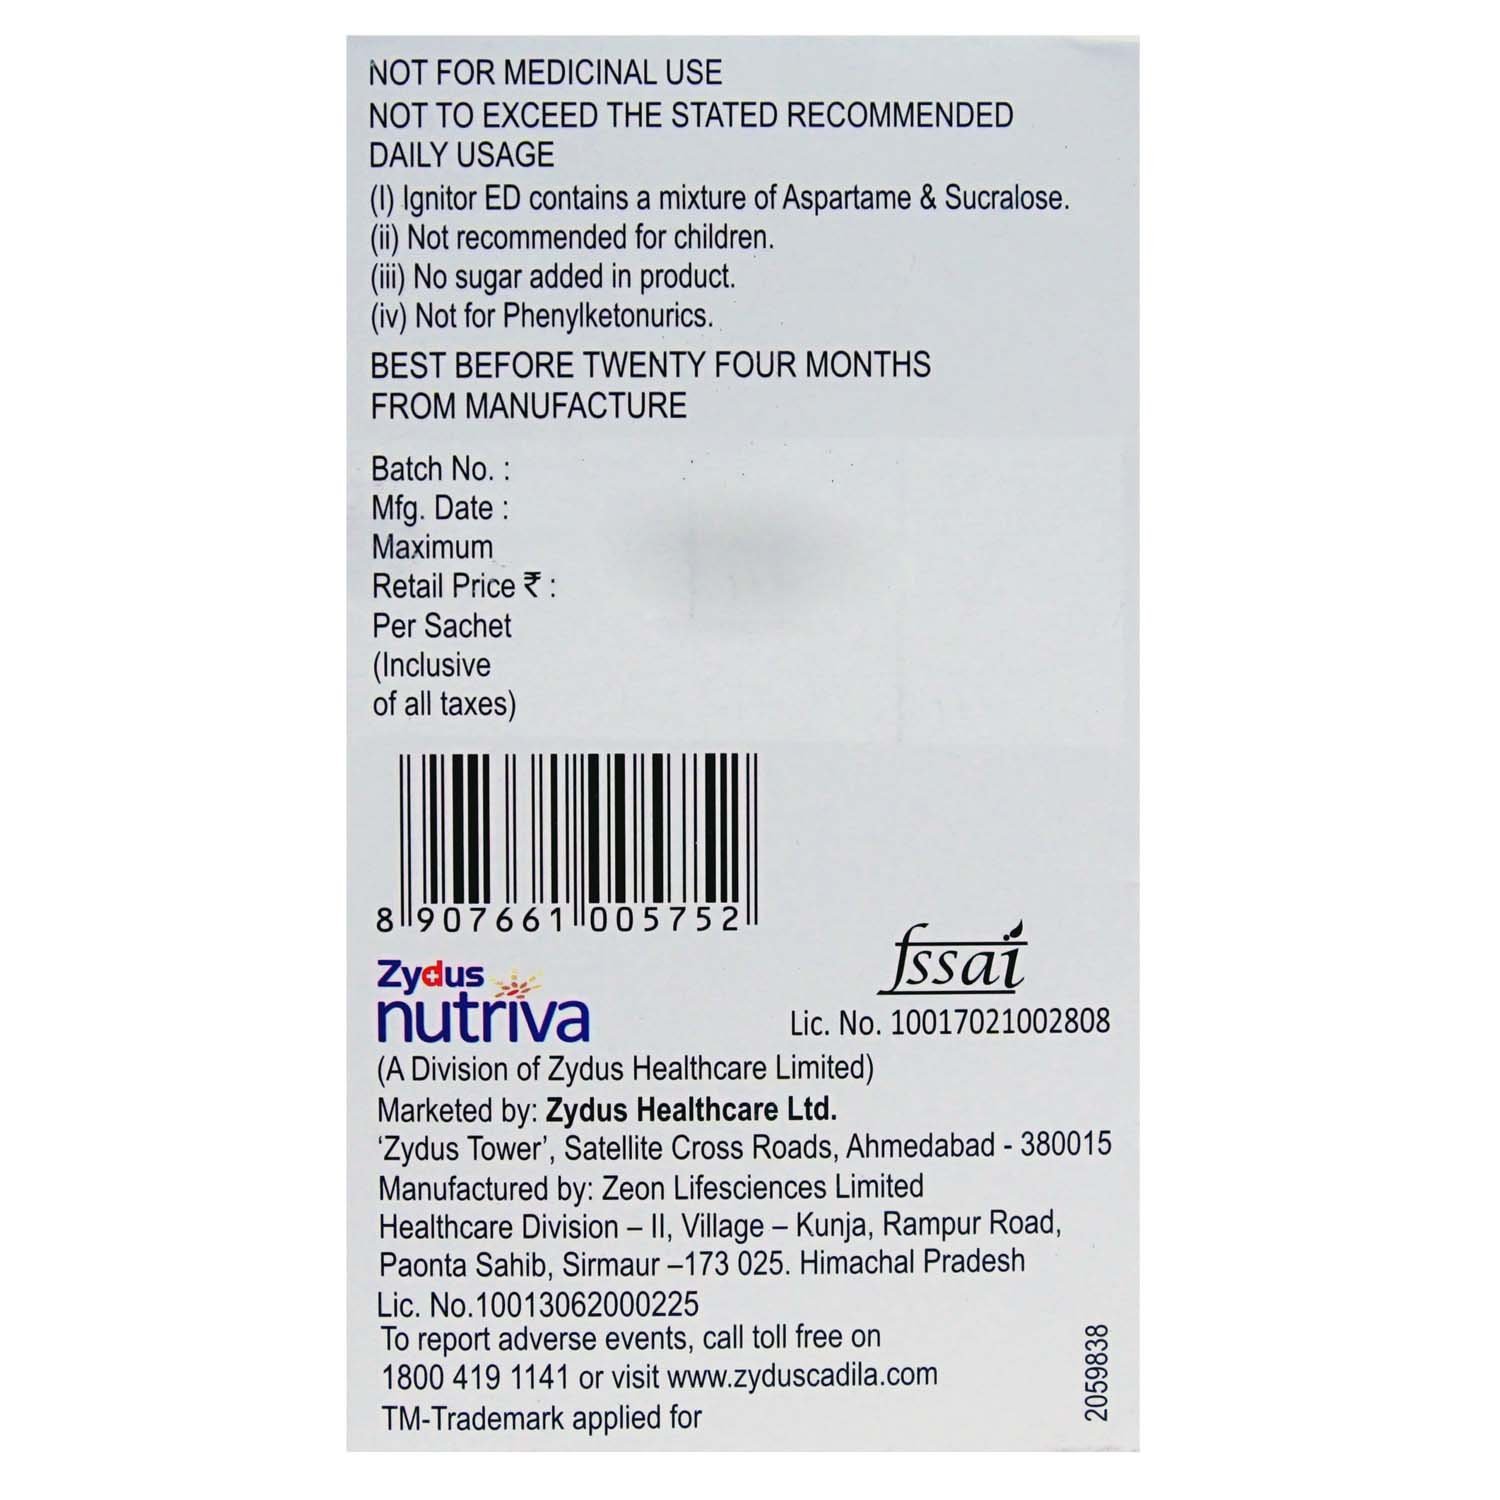 NOT FOR MEDICINAL USE
NOT TO EXCEED THE STATED RECOMMENDED
DAILY USAGE
(I) Ignitor ED contains a mixture of Aspartame & Sucralose.
(ii) Not recommended for children.
(iii) No sugar added in product.
(iv) Not for Phenylketonurics.
BEST BEFORE TWENTY FOUR MONTHS
FROM MANUFACTURE
Batch No. :
Mfg. Date :
Maximum
Retail Price ₹ :
Per Sachet
(Inclusive
of all taxes)
8 907661 005752
Zydus
nutriva
fssai
Lic. No. 10017021002808
(A Division of Zydus Healthcare Limited)
Marketed by: Zydus Healthcare Ltd.
'Zydus Tower', Satellite Cross Roads, Ahmedabad - 380015
Manufactured by: Zeon Lifesciences Limited
Healthcare Division – II, Village – Kunja, Rampur Road,
Paonta Sahib, Sirmaur –173 025. Himachal Pradesh
Lic. No.10013062000225
To report adverse events, call toll free on
1800 419 1141 or visit www.zyduscadila.com
TM-Trademark applied for
2059838